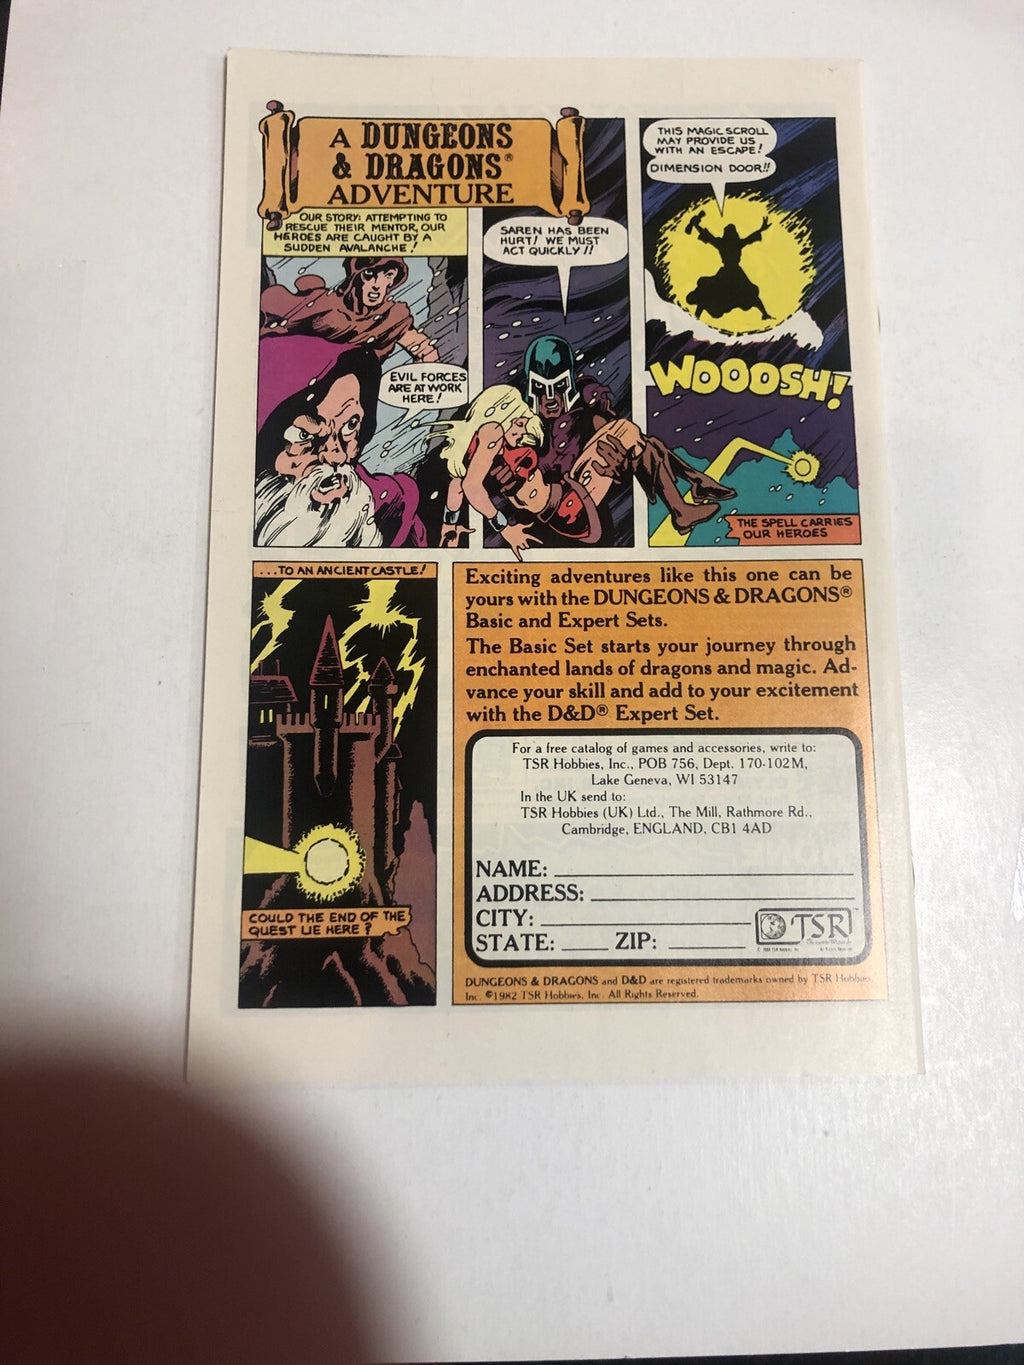 A DUNGEONS
& DRAGONS®
ADVENTURE
OUR STORY: ATTEMPTING TO
RESCUE THEIR MENTOR, OUR
HEROES ARE CAUGHT BY A
SUDDEN AVALANCHE!
EVIL FORCES
ARE AT WORK
HERE!
SAREN HAS BEEN
HURT! WE MUST
ACT QUICKLY!!
THIS MAGIC SCROLL
MAY PROVIDE US
WITH AN ESCAPE!
DIMENSION DOOR!!
WOOOSH!
THE SPELL CARRIES
OUR HEROES
...TO AN ANCIENT CASTLE!
COULD THE END OF THE
QUEST LIE HERE?
Exciting adventures like this one can be
yours with the DUNGEONS & DRAGONS®
Basic and Expert Sets.
The Basic Set starts your journey through
enchanted lands of dragons and magic. Ad-
vance your skill and add to your excitement
with the D&D® Expert Set.
For a free catalog of games and accessories, write to:
TSR Hobbies, Inc., POB 756, Dept. 170-102M,
Lake Geneva, WI 53147
In the UK send to:
TSR Hobbies (UK) Ltd., The Mill, Rathmore Rd.,
Cambridge, ENGLAND, CB1 4AD
NAME:
ADDRESS:
CITY:
STATE: ZIP:
TSR
DUNGEONS & DRAGONS and D&D are registered trademarks owned by TSR Hobbies
Inc. ©1982 TSR Hobbies, Inc. All Rights Reserved.